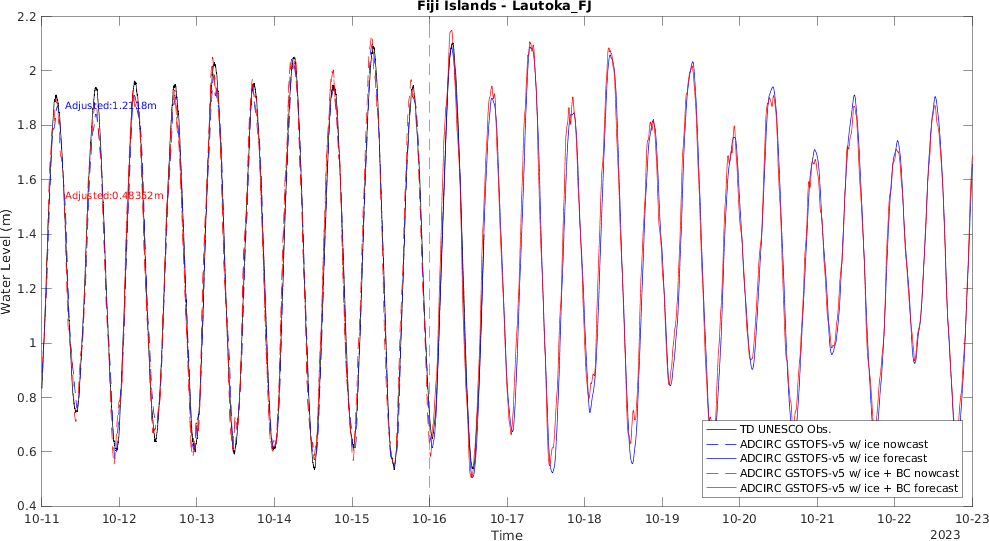 Fiji Islands - Lautoka_FJ
2.2
2
1.8
1.6
1.4
1.2
1
0.8
0.6
0.4
Water Level (m)
Adjusted:1.2118m
Adjusted:0.48352m
TD UNESCO Obs.
ADCIRC GSTOFS-v5 w/ ice nowcast
ADCIRC GSTOFS-v5 w/ ice forecast
ADCIRC GSTOFS-v5 w/ ice + BC nowcast
ADCIRC GSTOFS-v5 w/ ice + BC forecast
10-11 10-12 10-13 10-14 10-15 10-16 10-17 10-18 10-19 10-20 10-21 10-22 10-23
Time
2023